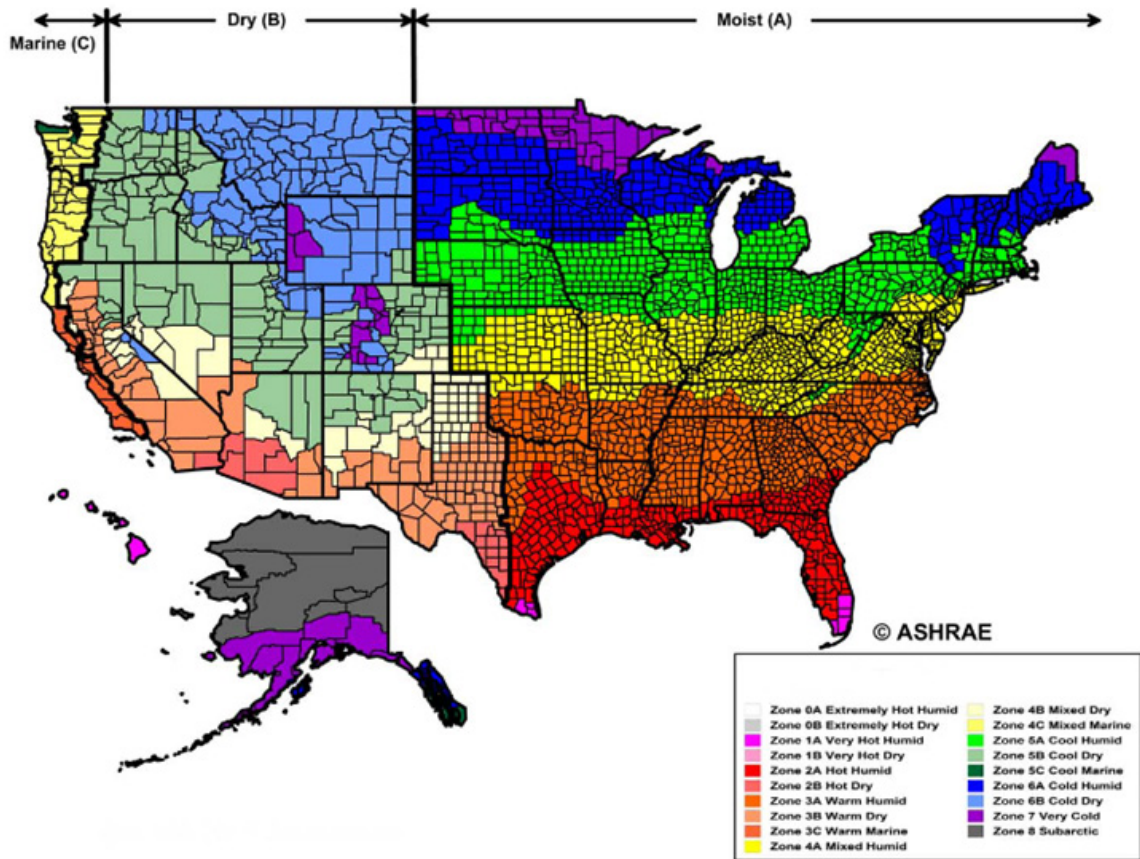 Marine (C)
Dry (B)
Moist (A)
© ASHRAE
Zone 0A Extremely Hot Humid
Zone 0B Extremely Hot Dry
Zone 1A Very Hot Humid
Zone 1B Very Hot Dry
Zone 2A Hot Humid
Zone 2B Hot Dry
Zone 3A Warm Humid
Zone 3B Warm Dry
Zone 3C Warm Marine
Zone 4A Mixed Humid
Zone 4B Mixed Dry
Zone 4C Mixed Marine
Zone 5A Cool Humid
Zone 5B Cool Dry
Zone 5C Cool Marine
Zone 6A Cold Humid
Zone 6B Cold Dry
Zone 7 Very Cold
Zone 8 Subarctic